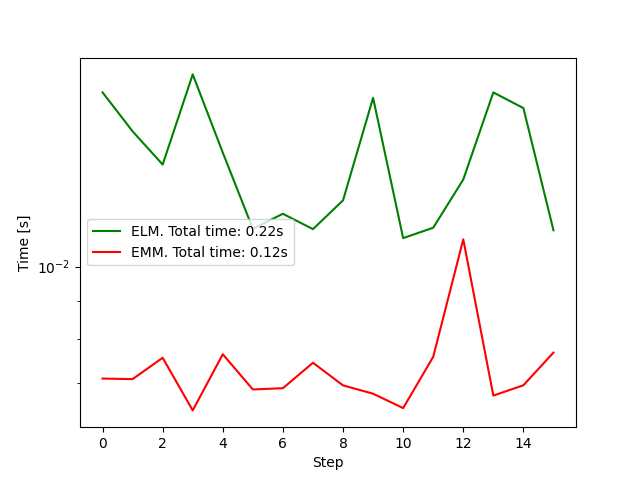 Time [s]
10⁻²
ELM. Total time: 0.22s
EMM. Total time: 0.12s
0 2 4 6 8 10 12 14
Step